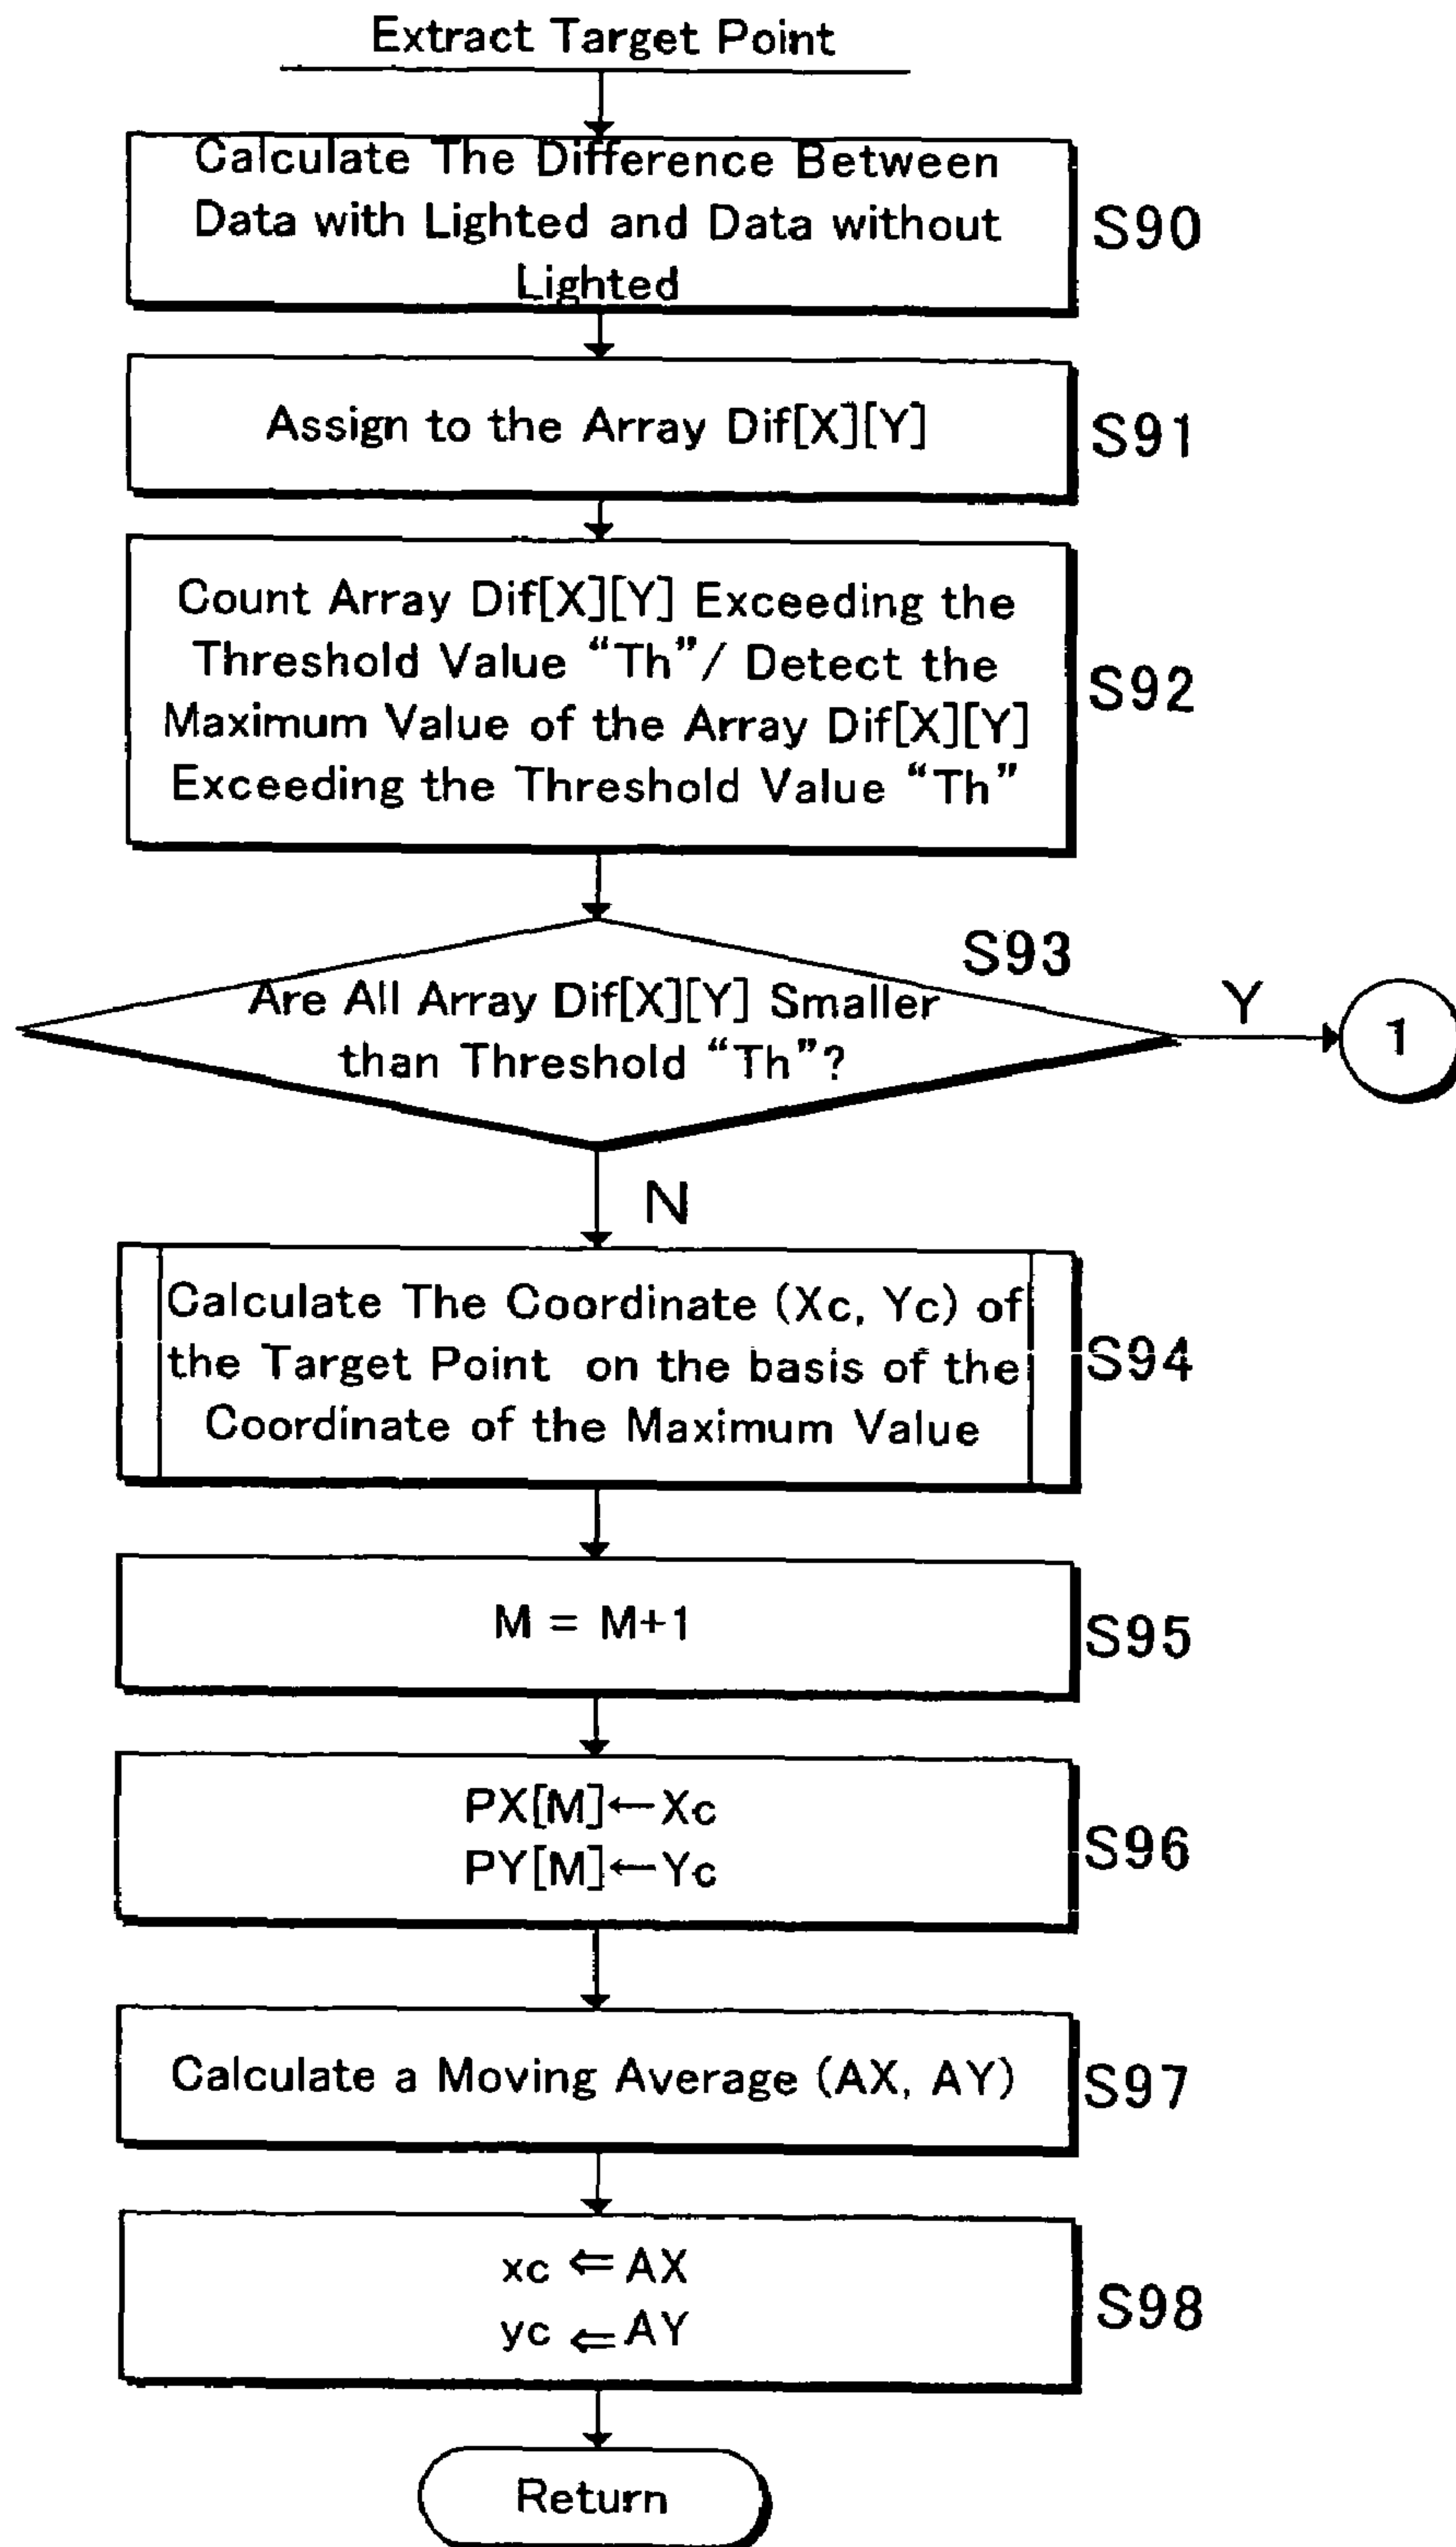 Extract Target Point
Calculate The Difference Between
Data with Lighted and Data without
Lighted
S90
Assign to the Array Dif[X][Y]
S91
Count Array Dif[X][Y] Exceeding the
Threshold Value “Th”/ Detect the
Maximum Value of the Array Dif[X][Y]
Exceeding the Threshold Value “Th”
S92
S93
Are All Array Dif[X][Y] Smaller
than Threshold “Th”?
Y
1
N
Calculate The Coordinate (Xc, Yc) of
the Target Point on the basis of the
Coordinate of the Maximum Value
S94
M = M+1
S95
PX[M]←Xc
PY[M]←Yc
S96
Calculate a Moving Average (AX, AY)
S97
xc ⇐ AX
yc ⇐ AY
S98
Return